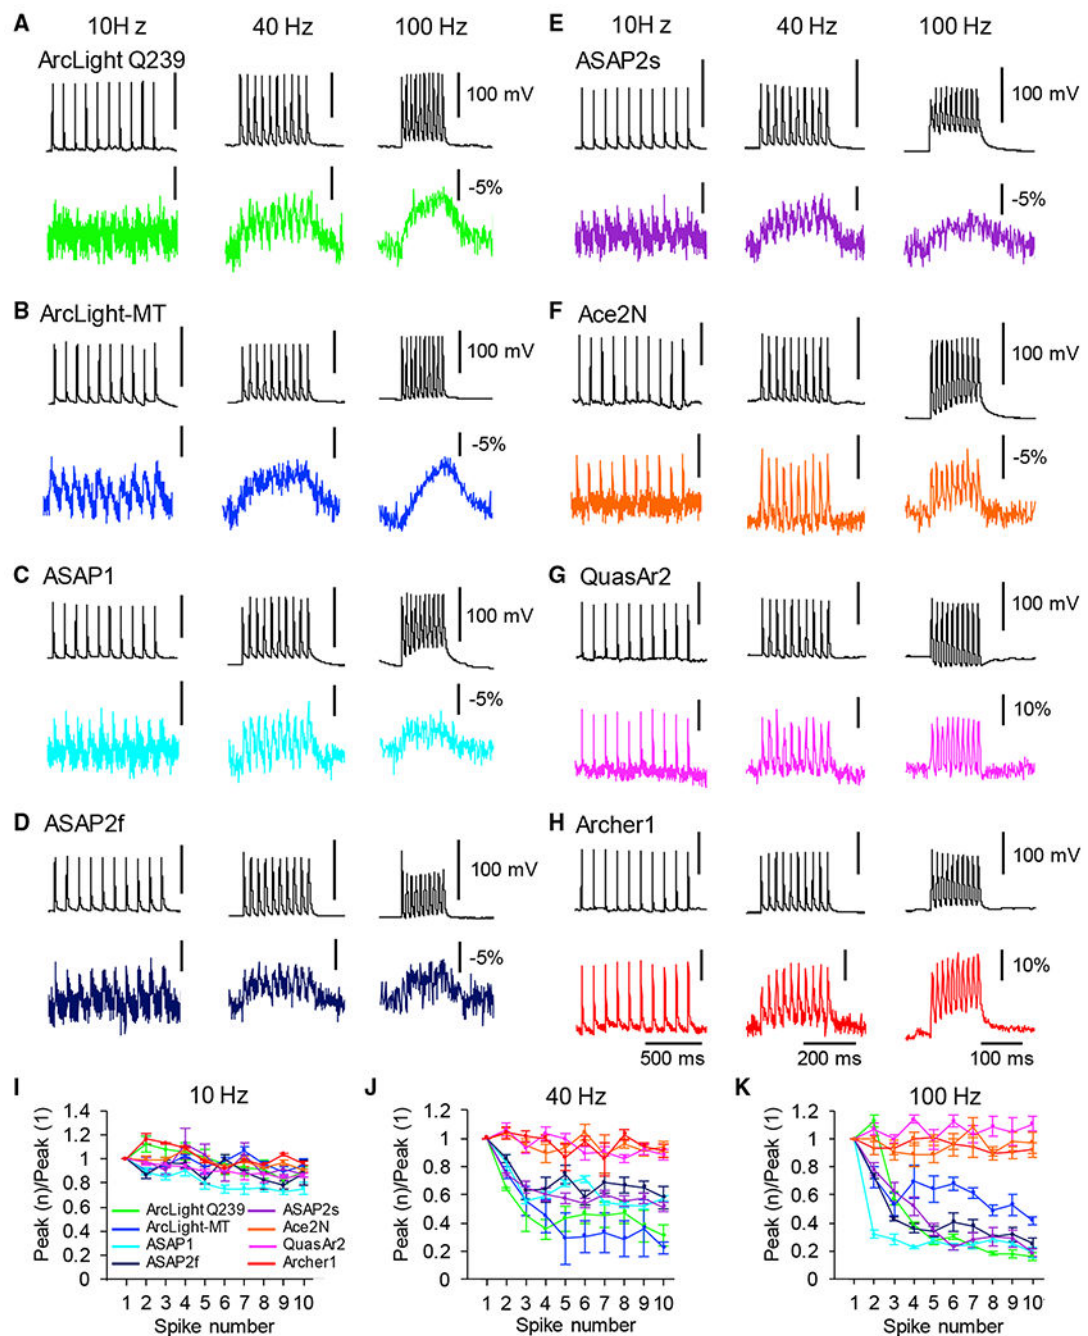 A 10H z 40 Hz 100 Hz
ArcLight Q239
100 mV
-5%
B ArcLight-MT
100 mV
-5%
C ASAP1
100 mV
-5%
D ASAP2f
100 mV
-5%
E 10 Hz 40 Hz 100 Hz
ASAP2s
100 mV
-5%
F Ace2N
100 mV
-5%
G QuasAr2
100 mV
10%
H Archer1
100 mV
10%
500 ms 200 ms 100 ms
I 10 Hz
Peak (n)/Peak (1)
1.4
1.2
1.0
0.8
0.6
0.4
0.2
0
ArcLight Q239
ArcLight-MT
ASAP1
ASAP2f
ASAP2s
Ace2N
QuasAr2
Archer1
1 2 3 4 5 6 7 8 9 10
Spike number
J 40 Hz
Peak (n)/Peak (1)
1.2
1.0
0.8
0.6
0.4
0.2
0
1 2 3 4 5 6 7 8 9 10
Spike number
K 100 Hz
Peak (n)/Peak (1)
1.2
1.0
0.8
0.6
0.4
0.2
0
1 2 3 4 5 6 7 8 9 10
Spike number